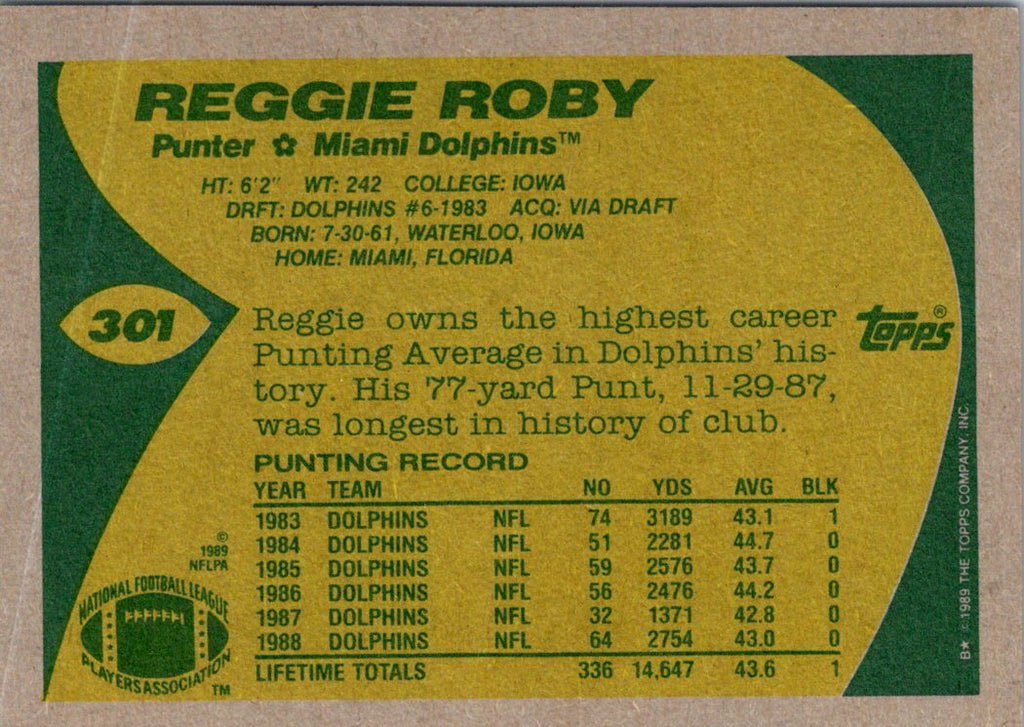 REGGIE ROBY
Punter ✿ Miami Dolphins™
HT: 6'2" WT: 242 COLLEGE: IOWA
DRFT: DOLPHINS #6-1983 ACQ: VIA DRAFT
BORN: 7-30-61, WATERLOO, IOWA
HOME: MIAMI, FLORIDA
301
Reggie owns the highest career
Punting Average in Dolphins' his-
tory. His '77-yard Punt, 11-29-87,
was longest in history of club.
topps®
PUNTING RECORD
YEAR TEAM NO YDS AVG BLK
1983 DOLPHINS NFL 74 3189 43.1 1
1984 DOLPHINS NFL 51 2281 44.7 0
1985 DOLPHINS NFL 59 2576 43.7 0
1986 DOLPHINS NFL 56 2476 44.2 0
1987 DOLPHINS NFL 32 1371 42.8 0
1988 DOLPHINS NFL 64 2754 43.0 0
LIFETIME TOTALS 336 14,647 43.6 1
©
1989
NFLPA
NATIONAL FOOTBALL LEAGUE
PLAYERS ASSOCIATION
TM
B* ©1989 THE TOPPS COMPANY, INC.